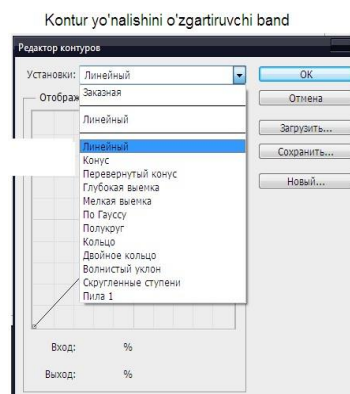 Kontur yo'nalishini o'zgartiruvchi band
Редактор контуров
Установки: Линейный
OK
Отображ
Заказная
Отмена
Линейный
Загрузить...
Линейный
Сохранить...
Конус
Перевернутый конус
Новый...
Глубокая выемка
Мелкая выемка
По Гауссу
Полукруг
Кольцо
Двойное кольцо
Волнистый уклон
Скругленные ступени
Пила 1
Вход: %
Выход: %